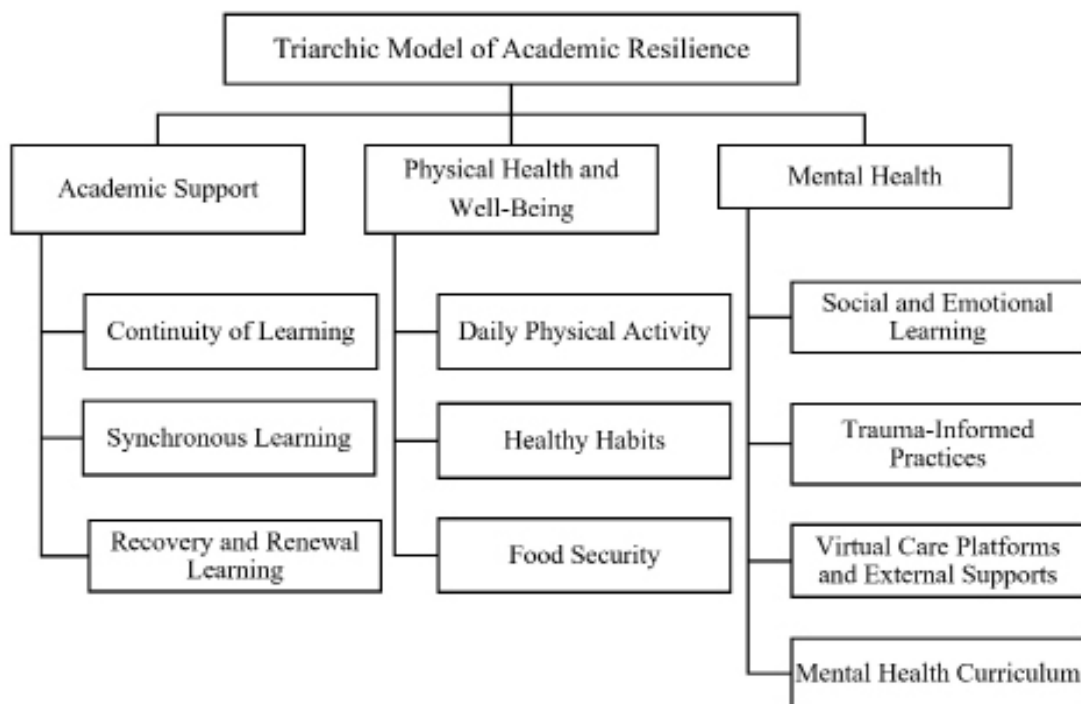 Triarchic Model of Academic Resilience
Academic Support
Physical Health and
Well-Being
Mental Health
Continuity of Learning
Synchronous Learning
Recovery and Renewal
Learning
Daily Physical Activity
Healthy Habits
Food Security
Social and Emotional
Learning
Trauma-Informed
Practices
Virtual Care Platforms
and External Supports
Mental Health Curriculum